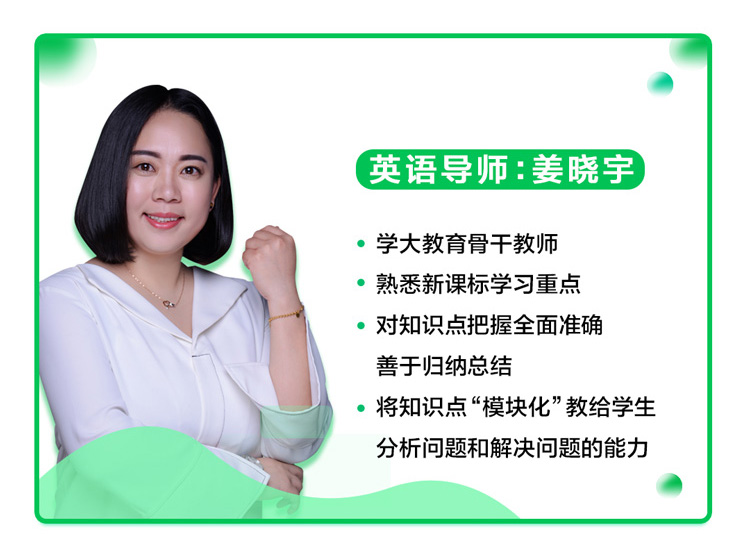 英语导师：姜晓宇
学大教育骨干教师
熟悉新课标学习重点
对知识点把握全面准确
善于归纳总结
将知识点“模块化”教给学生
分析问题和解决问题的能力